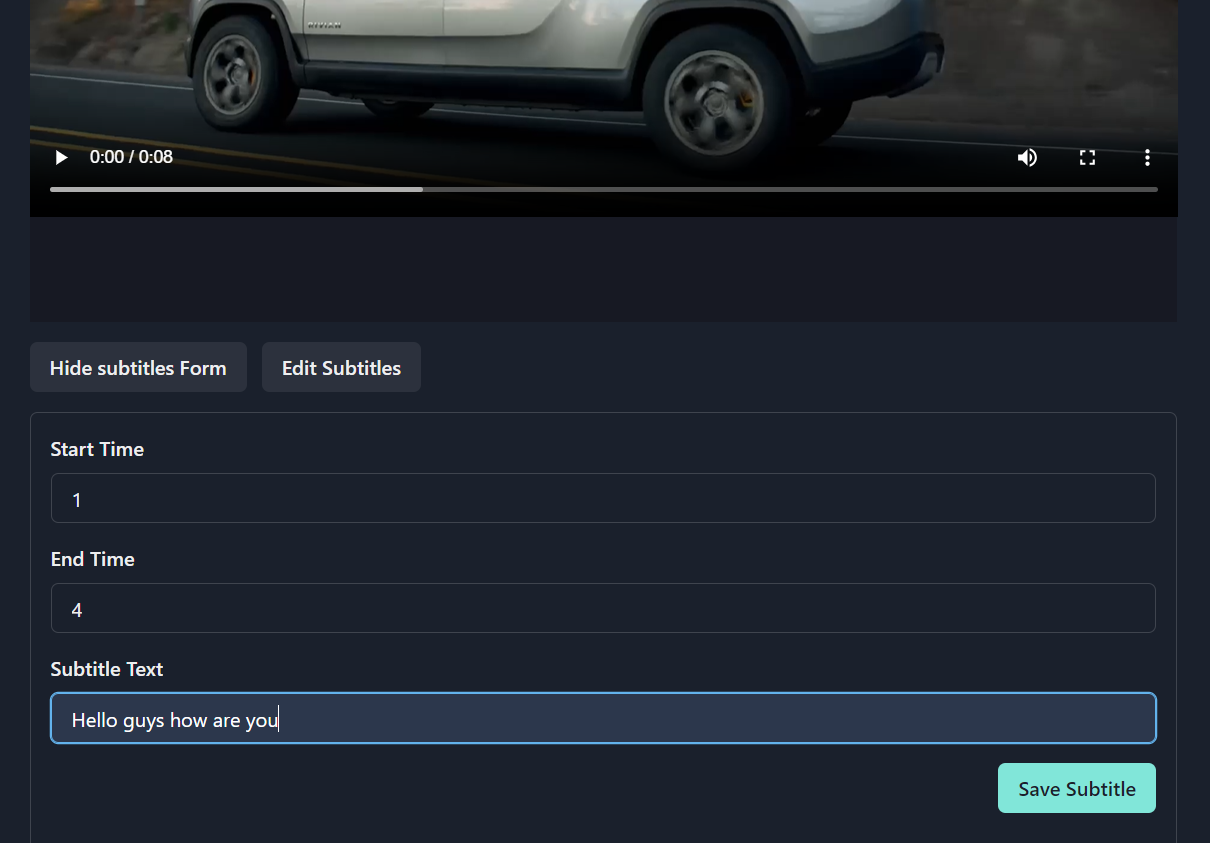 RIVIAN
0:00 / 0:08
Hide subtitles Form
Edit Subtitles
Start Time
1
End Time
4
Subtitle Text
Hello guys how are you
Save Subtitle